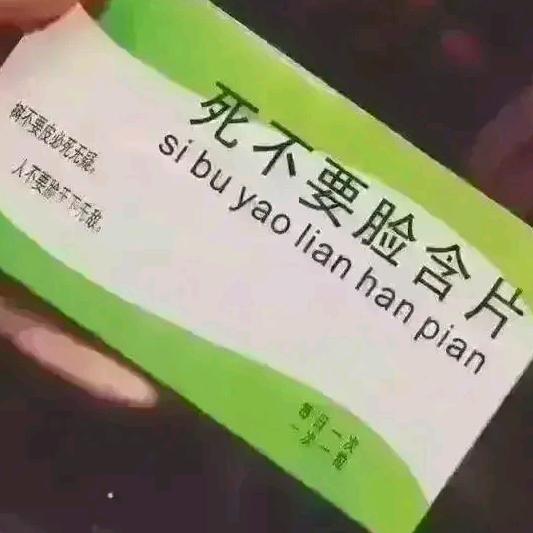 死不要脸含片
si bu yao lian han pian
树不要皮必死无疑。
人不要脸天下无敌。
每日一次
一次一粒